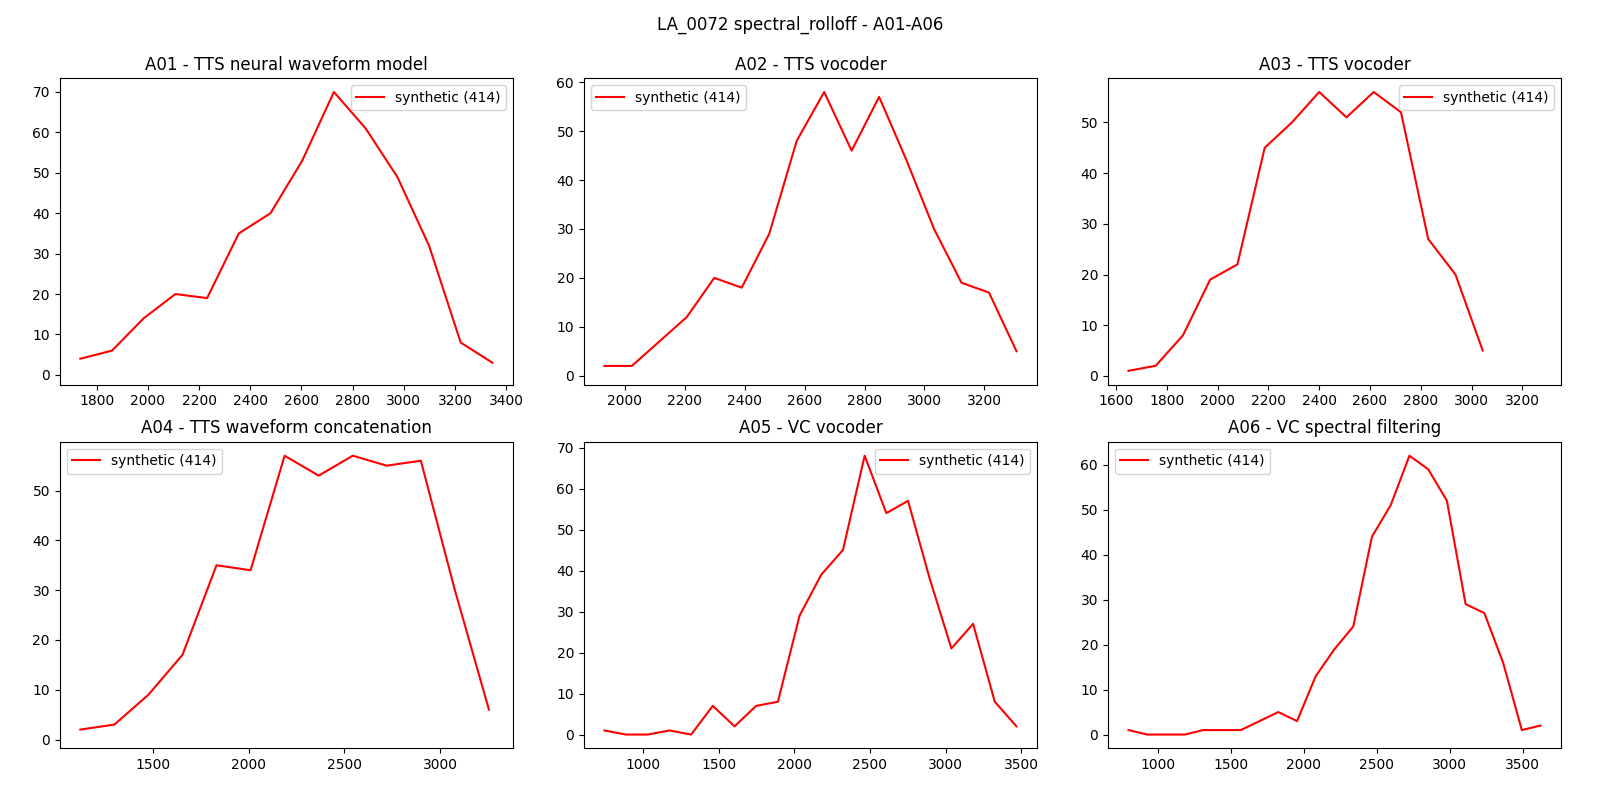 LA_0072 spectral_rolloff - A01-A06
A01 - TTS neural waveform model
synthetic (414)
70
60
50
40
30
20
10
0
1800 2000 2200 2400 2600 2800 3000 3200 3400
A02 - TTS vocoder
synthetic (414)
60
50
40
30
20
10
0
2000 2200 2400 2600 2800 3000 3200
A03 - TTS vocoder
synthetic (414)
50
40
30
20
10
0
1600 1800 2000 2200 2400 2600 2800 3000 3200
A04 - TTS waveform concatenation
synthetic (414)
50
40
30
20
10
0
1500 2000 2500 3000
A05 - VC vocoder
synthetic (414)
70
60
50
40
30
20
10
0
1000 1500 2000 2500 3000 3500
A06 - VC spectral filtering
synthetic (414)
60
50
40
30
20
10
0
1000 1500 2000 2500 3000 3500